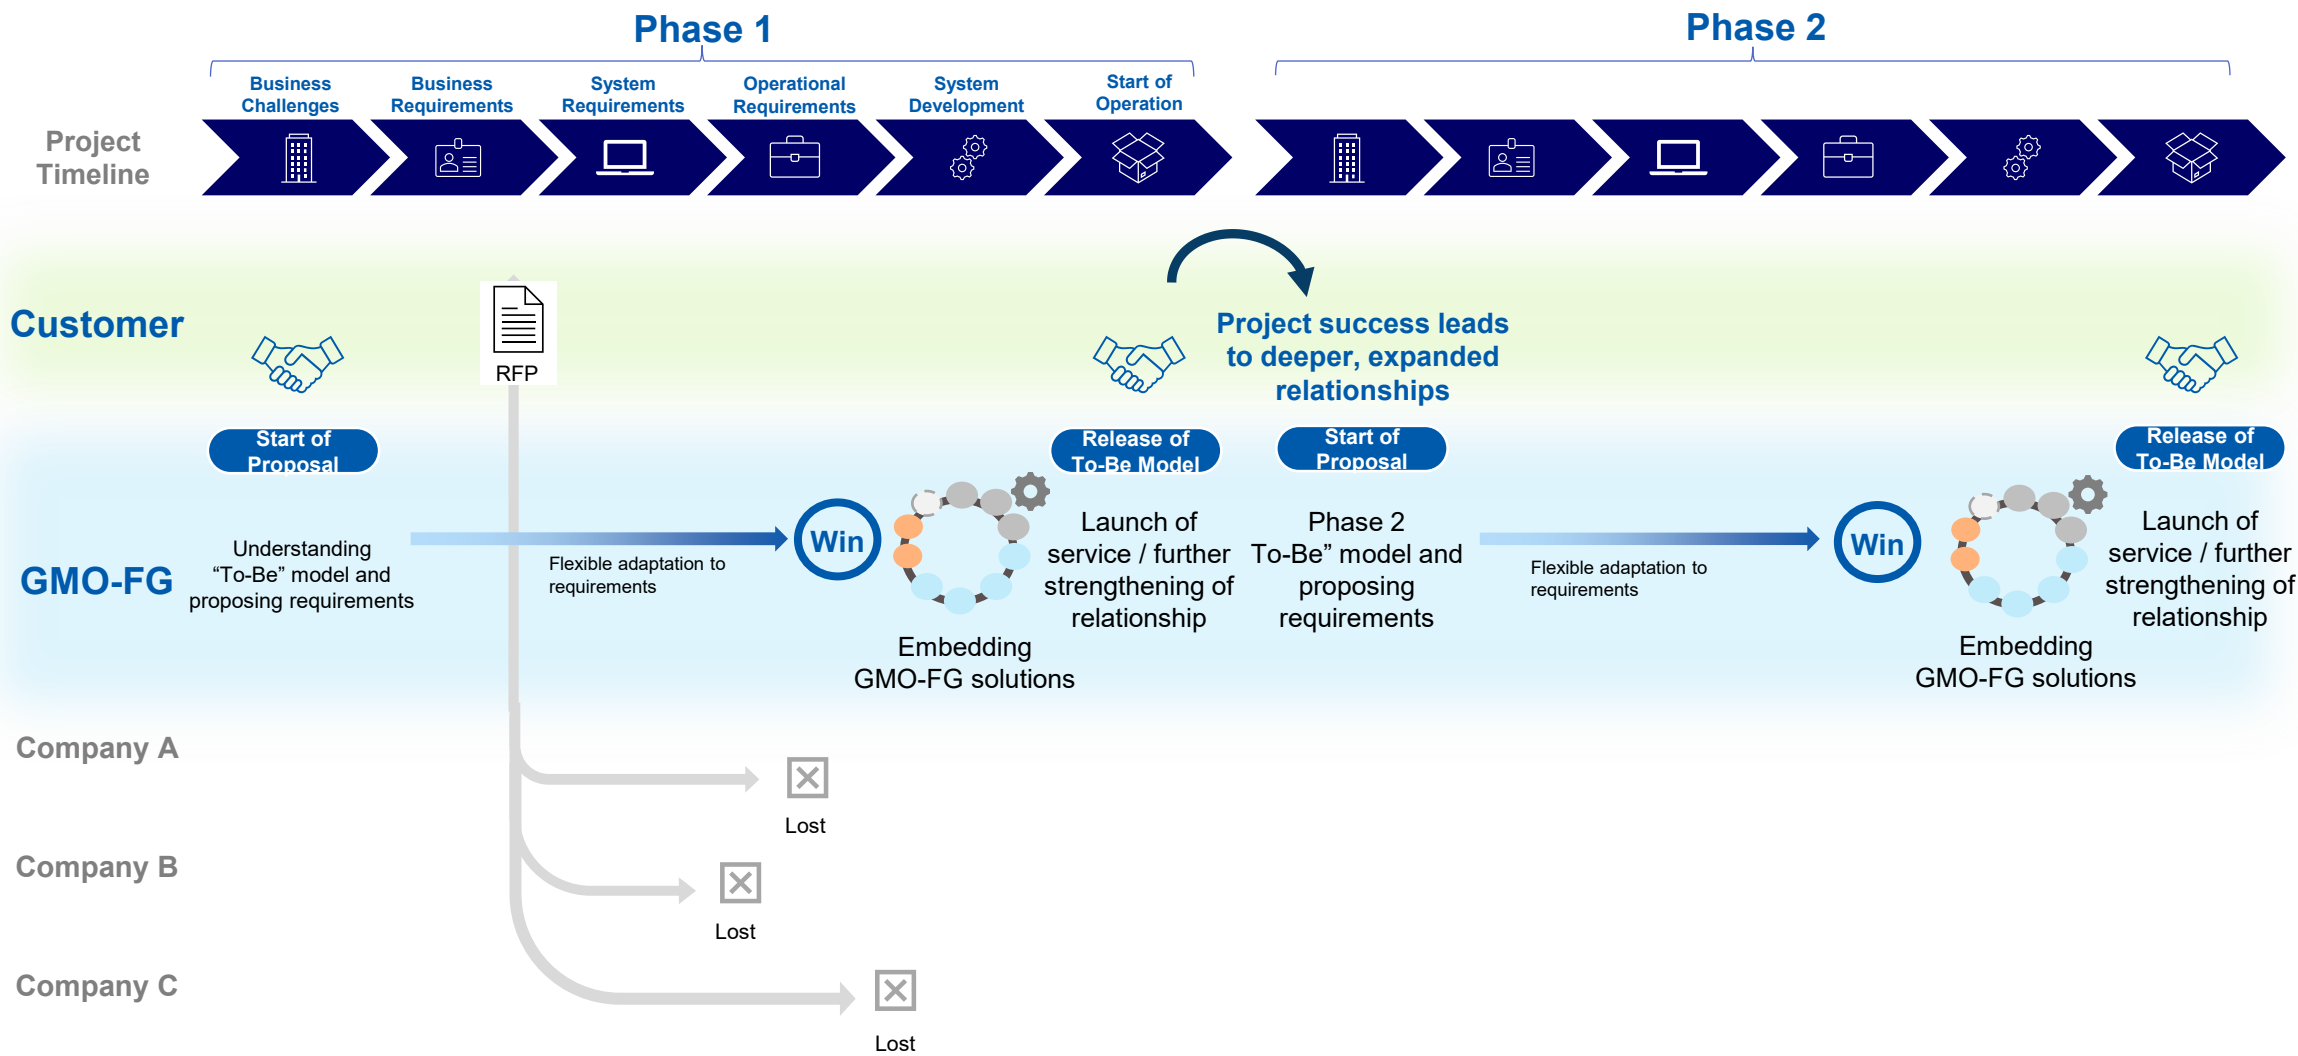 Phase 1
Phase 2
Business
Challenges
Business
Requirements
System
Requirements
Operational
Requirements
System
Development
Start of
Operation
Project
Timeline
Customer
RFP
Project success leads
to deeper, expanded
relationships
Start of
Proposal
Release of
To-Be Model
Start of
Proposal
Release of
To-Be Model
GMO-FG
Understanding
“To-Be” model and
proposing requirements
Flexible adaptation to
requirements
Win
Embedding
GMO-FG solutions
Launch of
service / further
strengthening of
relationship
Phase 2
To-Be” model and
proposing
requirements
Flexible adaptation to
requirements
Win
Embedding
GMO-FG solutions
Launch of
service / further
strengthening of
relationship
Company A
Lost
Company B
Lost
Company C
Lost